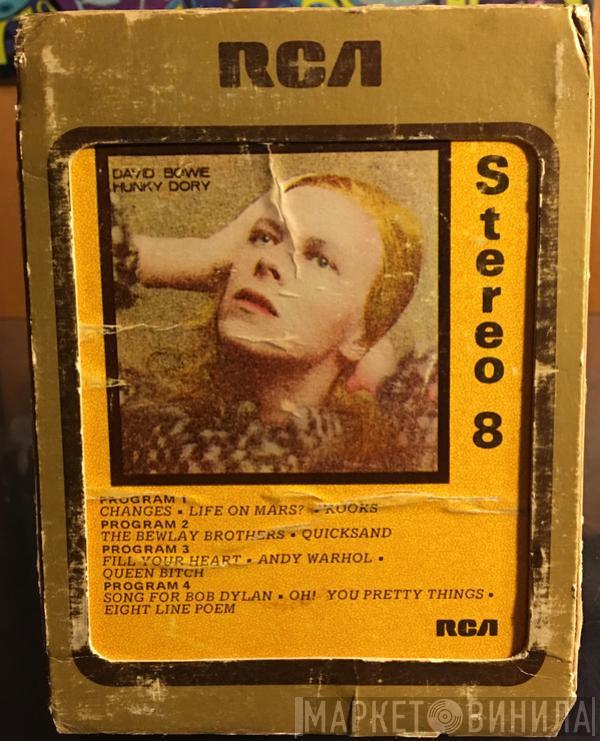 RCA
DAVID BOWIE
HUNKY DORY
Stereo 8
PROGRAM 1
CHANGES • LIFE ON MARS? • KOOKS
PROGRAM 2
THE BEWLAY BROTHERS • QUICKSAND
PROGRAM 3
FILL YOUR HEART • ANDY WARHOL •
QUEEN BITCH
PROGRAM 4
SONG FOR BOB DYLAN • OH! YOU PRETTY THINGS •
EIGHT LINE POEM
RCA
МАРКЕТ ВИНИЛА